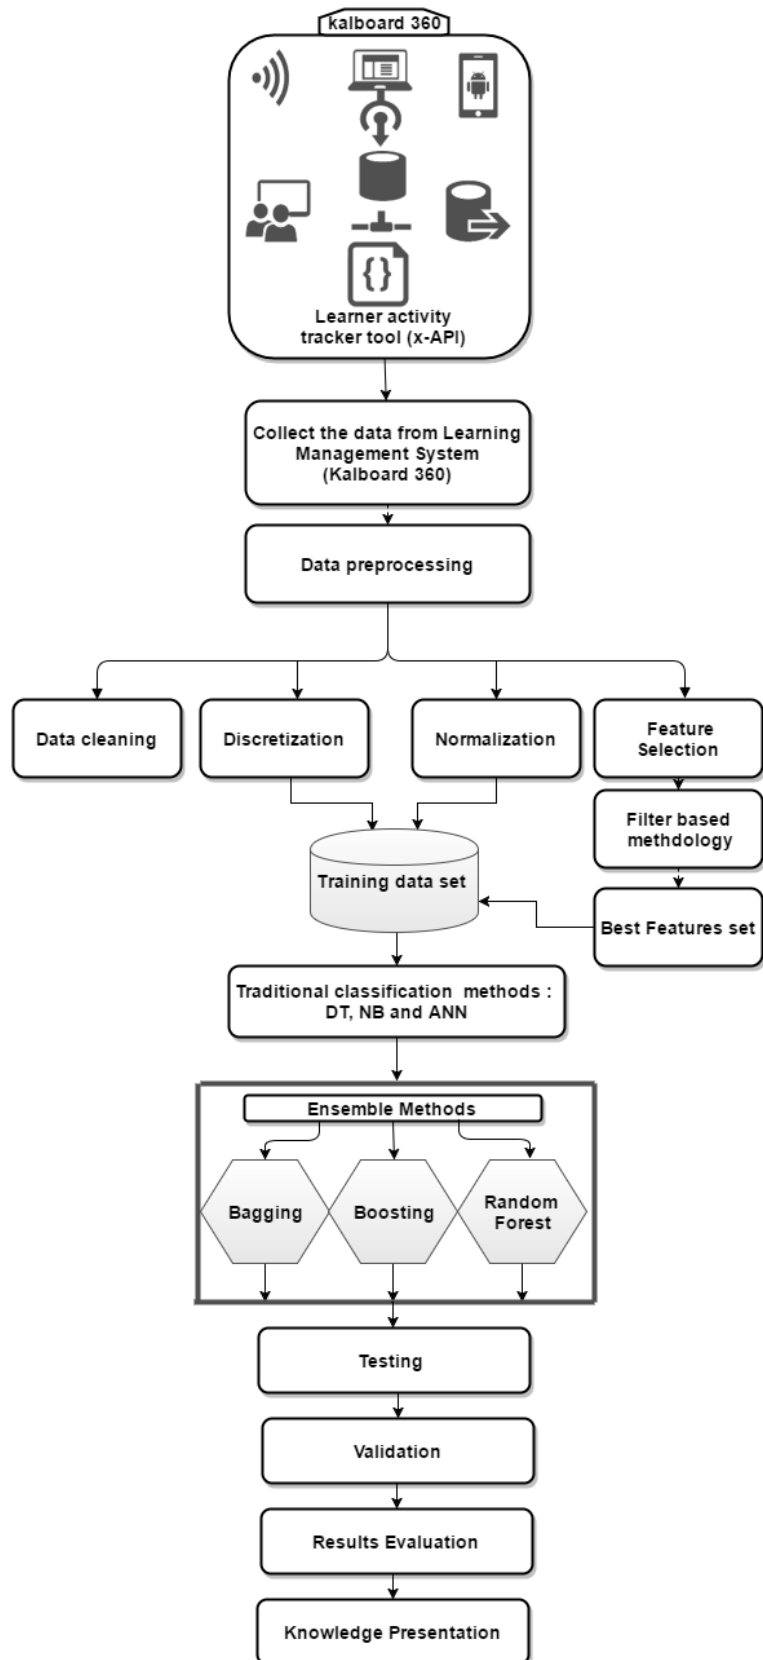 kalboard 360
{}
Learner activity
tracker tool (x-API)
Collect the data from Learning
Management System
(Kalboard 360)
Data preprocessing
Data cleaning
Discretization
Normalization
Feature
Selection
Filter based
methdology
Training data set
Best Features set
Traditional classification methods :
DT, NB and ANN
Ensemble Methods
Bagging
Boosting
Random
Forest
Testing
Validation
Results Evaluation
Knowledge Presentation